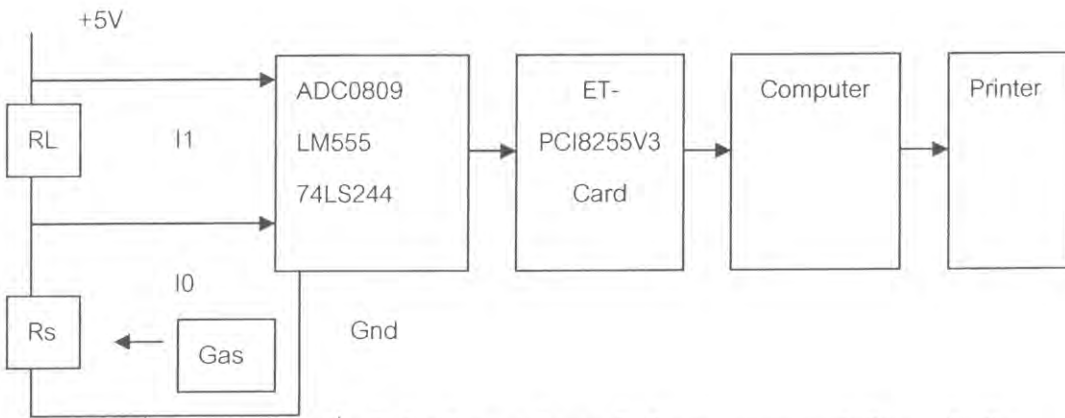 +5V
RL
I1
I0
Rs
Gas
Gnd
ADC0809
LM555
74LS244
ET-
PCI8255V3
Card
Computer
Printer